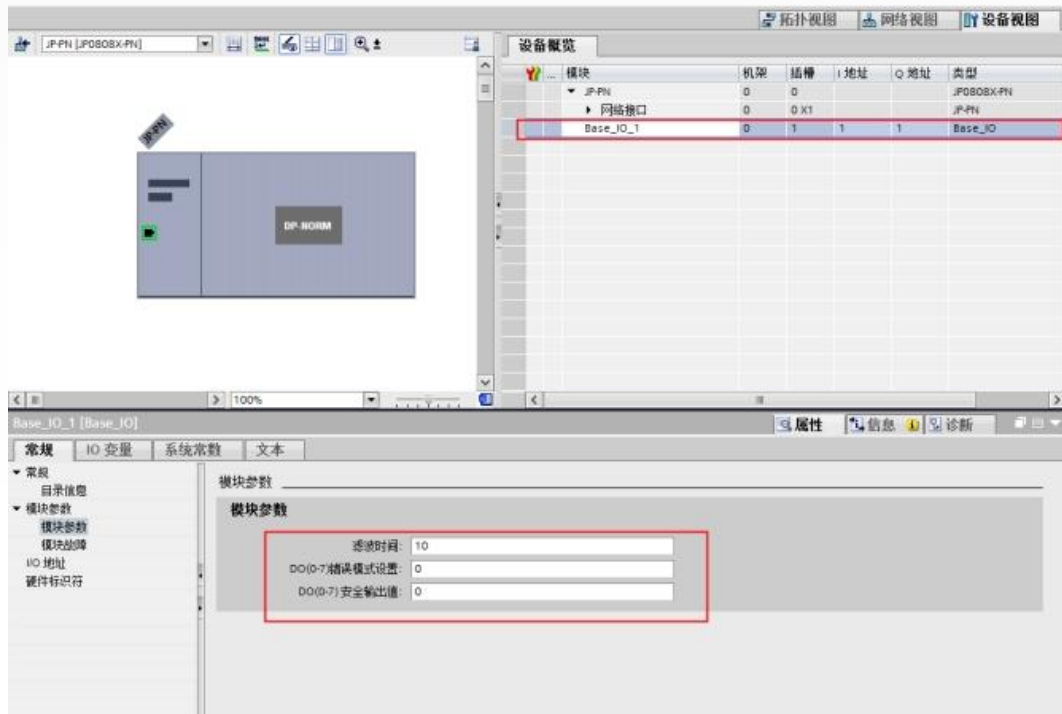 拓扑视图 网络视图 设备视图
JP-PN [JP0808X-PN] 设备概览
... 模块 机架 插槽 I 地址 Q 地址 类型
JP-PN 0 0 JP0808X-PN
网络接口 0 0 X1 JP-PN
Base_IO_1 0 1 1 1 Base_IO
JP-PN
DP-NORM
100%
Base_IO_1 [Base_IO] 属性 信息 诊断
常规 IO 变量 系统常数 文本
常规
目录信息
模块参数
模块参数
模块故障
I/O 地址
硬件标识符
模块参数
模块参数
滤波时间: 10
DO(0-7)错误模式设置: 0
DO(0-7)安全输出值: 0